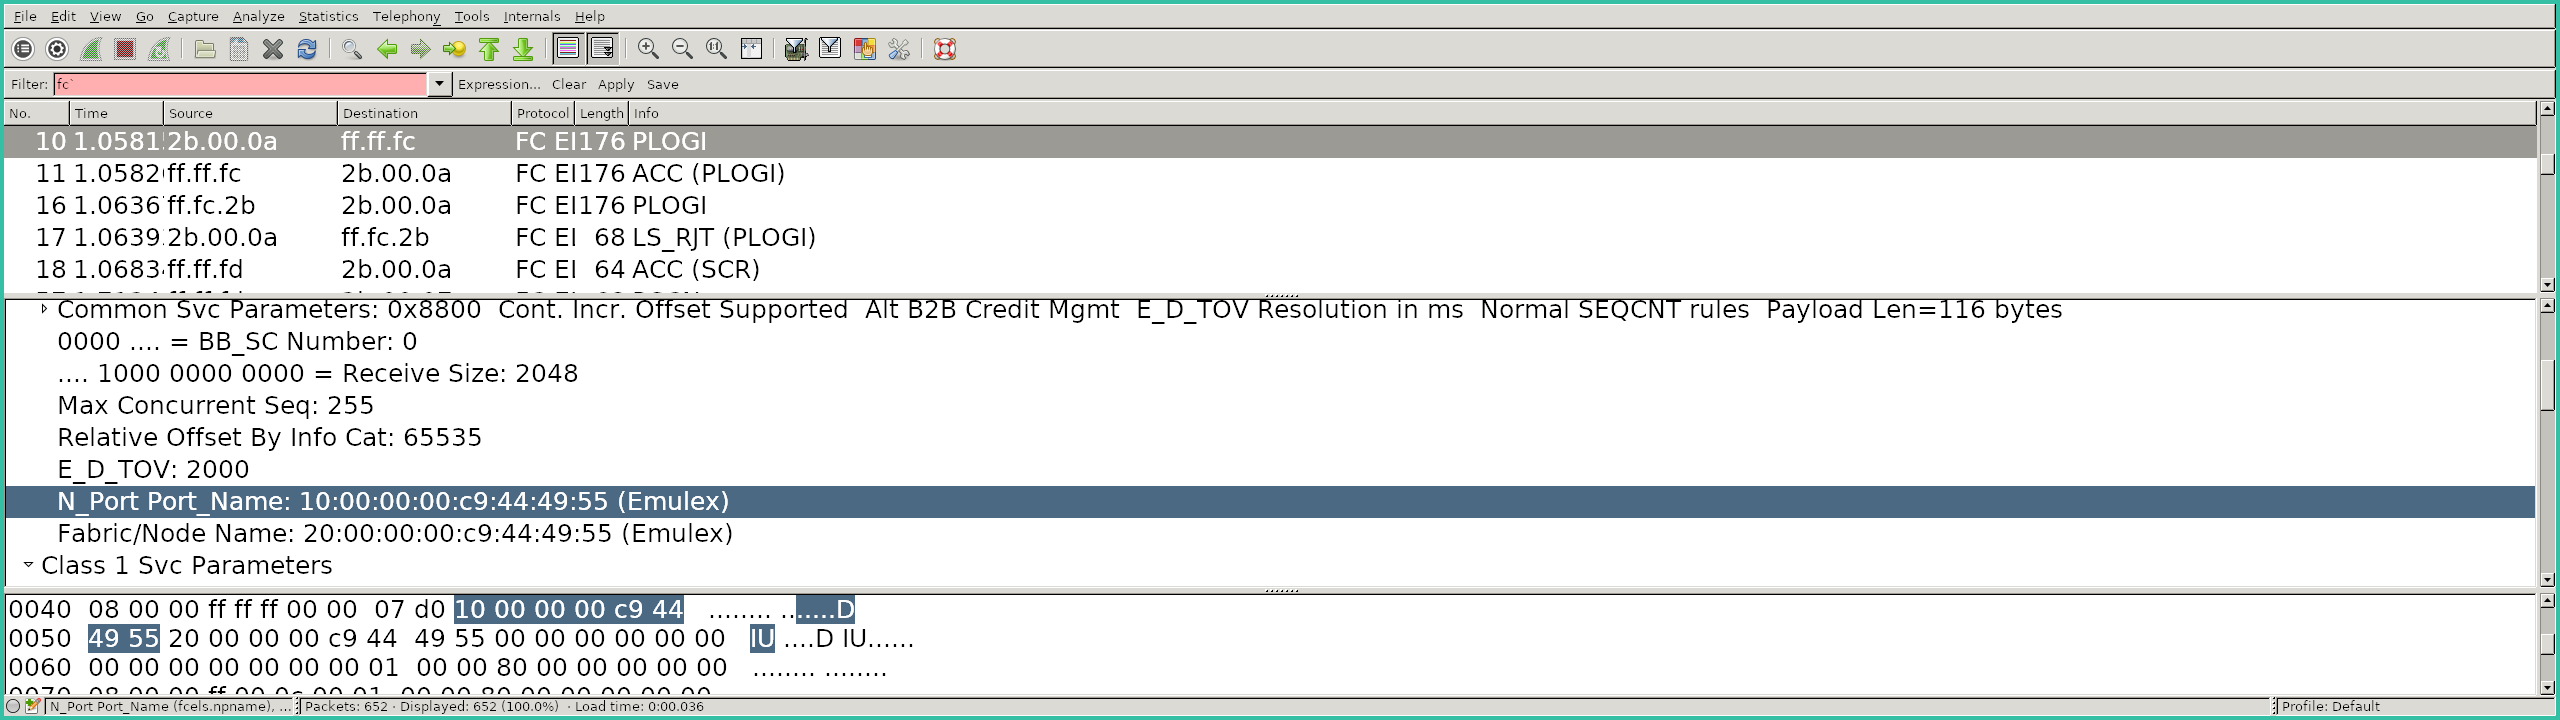 File Edit View Go Capture Analyze Statistics Telephony Tools Internals Help
Filter: fc` Expression... Clear Apply Save
No. Time Source Destination Protocol Length Info
10 1.0581 2b.00.0a ff.ff.fc FC El 176 PLOGI
11 1.0582 ff.ff.fc 2b.00.0a FC El 176 ACC (PLOGI)
16 1.0636 ff.fc.2b 2b.00.0a FC El 176 PLOGI
17 1.0639 2b.00.0a ff.fc.2b FC El 68 LS_RJT (PLOGI)
18 1.0683 ff.ff.fd 2b.00.0a FC El 64 ACC (SCR)
Common Svc Parameters: 0x8800 Cont. Incr. Offset Supported Alt B2B Credit Mgmt E_D_TOV Resolution in ms Normal SEQCNT rules Payload Len=116 bytes
0000 .... = BB_SC Number: 0
.... 1000 0000 0000 = Receive Size: 2048
Max Concurrent Seq: 255
Relative Offset By Info Cat: 65535
E_D_TOV: 2000
N_Port Port_Name: 10:00:00:00:c9:44:49:55 (Emulex)
Fabric/Node Name: 20:00:00:00:c9:44:49:55 (Emulex)
Class 1 Svc Parameters
0040 08 00 00 ff ff ff 00 00 07 d0 10 00 00 00 c9 44 ........ .......D
0050 49 55 20 00 00 00 c9 44 49 55 00 00 00 00 00 00 IU ....D IU......
0060 00 00 00 00 00 00 00 01 00 00 80 00 00 00 00 00 ........ ........
N_Port Port_Name (fcels.npname), ... Packets: 652 · Displayed: 652 (100.0%) · Load time: 0:00.036 Profile: Default